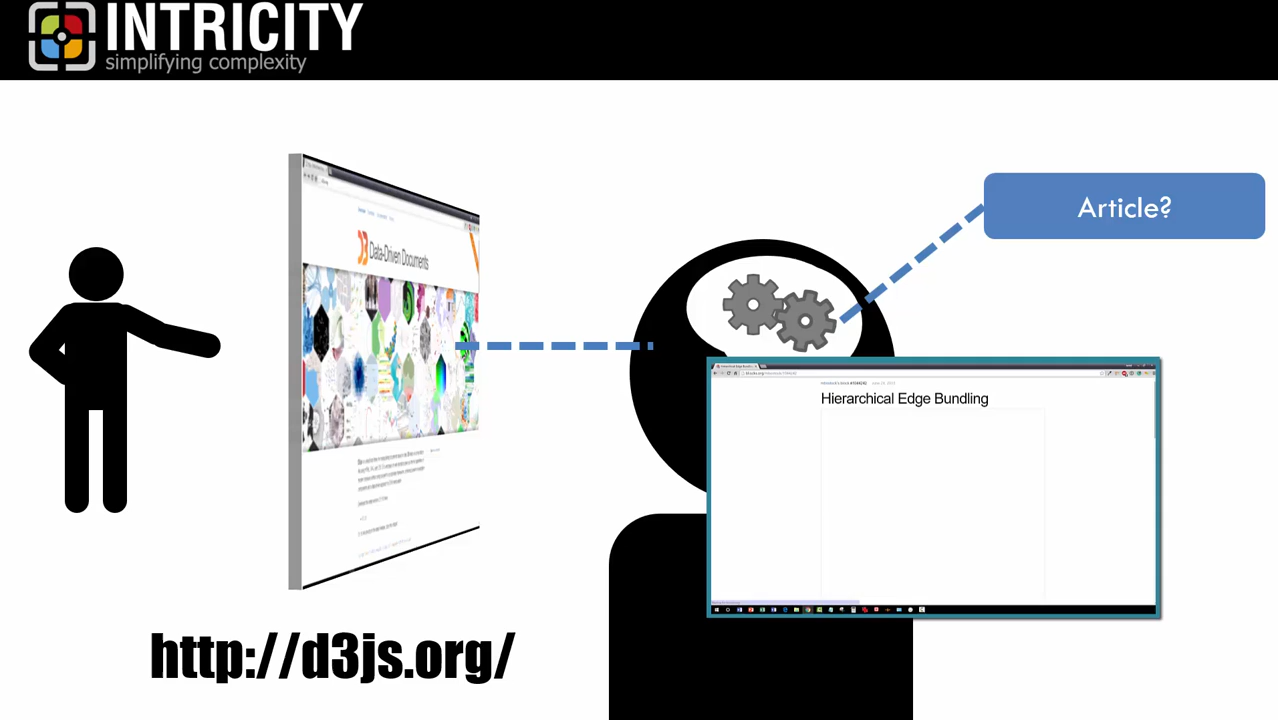 INTRICITY
simplifying complexity
Article?
Data-Driven Documents
Hierarchical Edge Bundling
http://d3js.org/